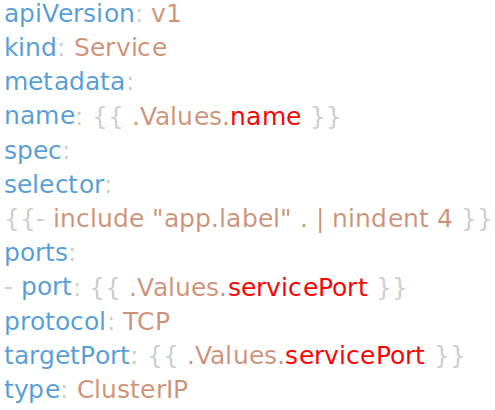 apiVersion: v1
kind: Service
metadata:
name: {{ .Values.name }}
spec:
selector:
{{- include "app.label" . | nindent 4 }}
ports:
- port: {{ .Values.servicePort }}
protocol: TCP
targetPort: {{ .Values.servicePort }}
type: ClusterIP